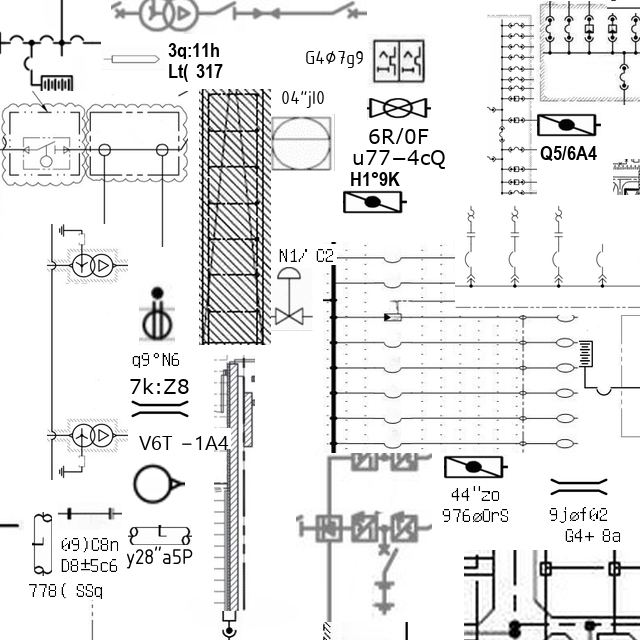 3q:11h
Lt( 317
G4Ø7g9
04"jl0
6R/0F
u77−4cQ
H1°9K
Q5/6A4
N1/ C2
q9°N6
7k:Z8
V6T −1A4
44"zo
976øOrS
9jøf02
G4+ 8a
09)C8n
D8±5c6
y28"a5P
778( SSq